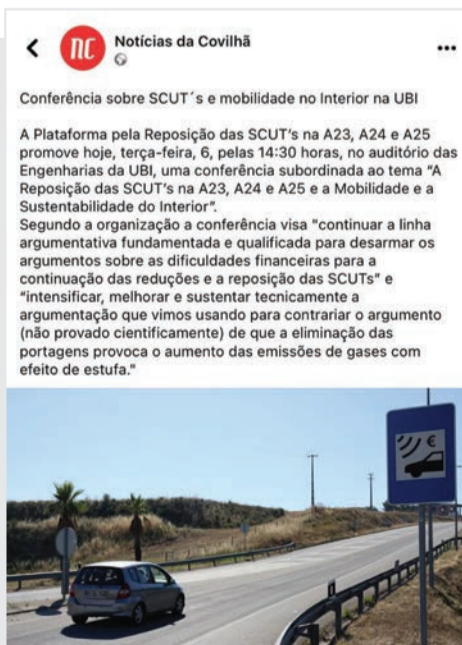 nc
Notícias da Covilhã
Conferência sobre SCUT´s e mobilidade no Interior na UBI
A Plataforma pela Reposição das SCUT's na A23, A24 e A25
promove hoje, terça-feira, 6, pelas 14:30 horas, no auditório das
Engenharias da UBI, uma conferência subordinada ao tema "A
Reposição das SCUT's na A23, A24 e A25 e a Mobilidade e a
Sustentabilidade do Interior".
Segundo a organização a conferência visa "continuar a linha
argumentativa fundamentada e qualificada para desarmar os
argumentos sobre as dificuldades financeiras para a
continuação das reduções e a reposição das SCUTs" e
"intensificar, melhorar e sustentar tecnicamente a
argumentação que vimos usando para contrariar o argumento
(não provado cientificamente) de que a eliminação das
portagens provoca o aumento das emissões de gases com
efeito de estufa."
€